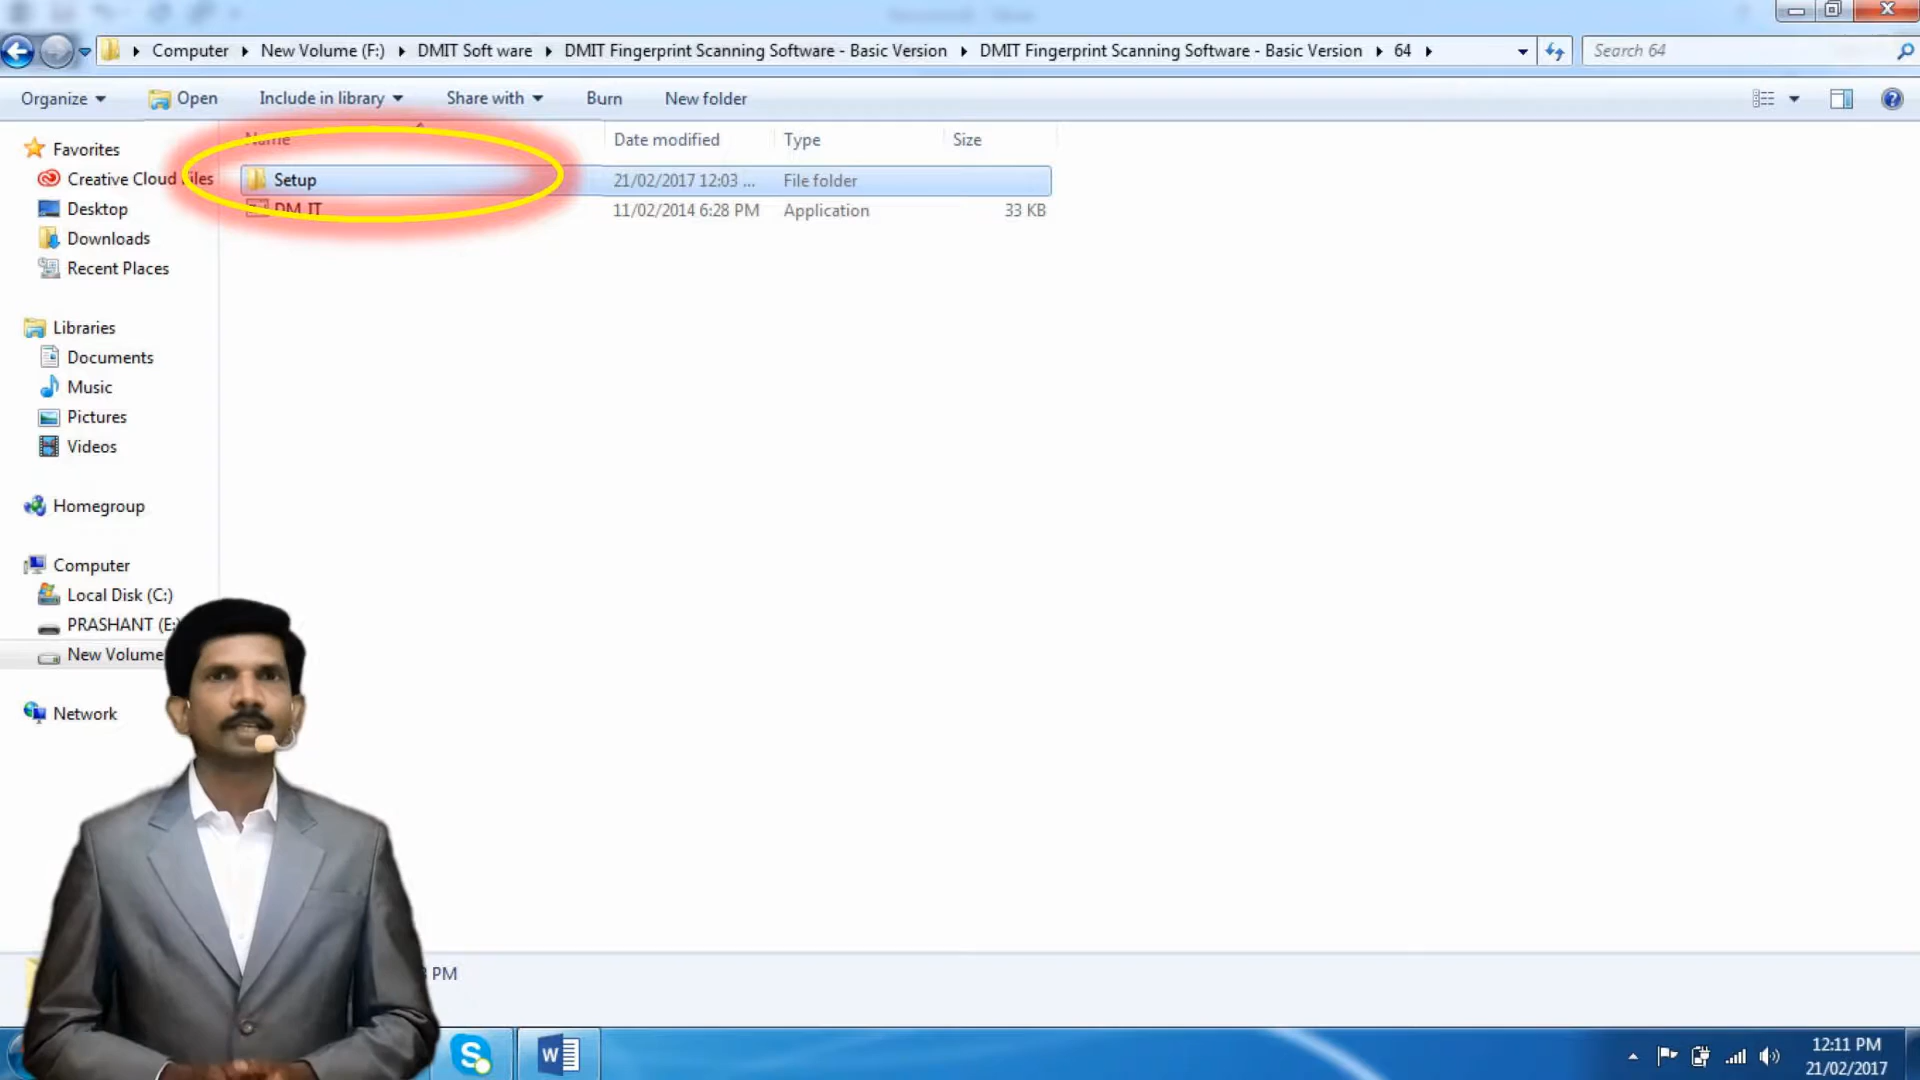 Computer New Volume (F:) DMIT Soft ware DMIT Fingerprint Scanning Software - Basic Version DMIT Fingerprint Scanning Software - Basic Version 64
Search 64
Organize Open Include in library Share with Burn New folder
Name Date modified Type Size
Setup 21/02/2017 12:03 ... File folder
DM_IT 11/02/2014 6:28 PM Application 33 KB
Favorites
Creative Cloud Files
Desktop
Downloads
Recent Places
Libraries
Documents
Music
Pictures
Videos
Homegroup
Computer
Local Disk (C:)
PRASHANT (E:)
New Volume
Network
PM
S
W
12:11 PM
21/02/2017